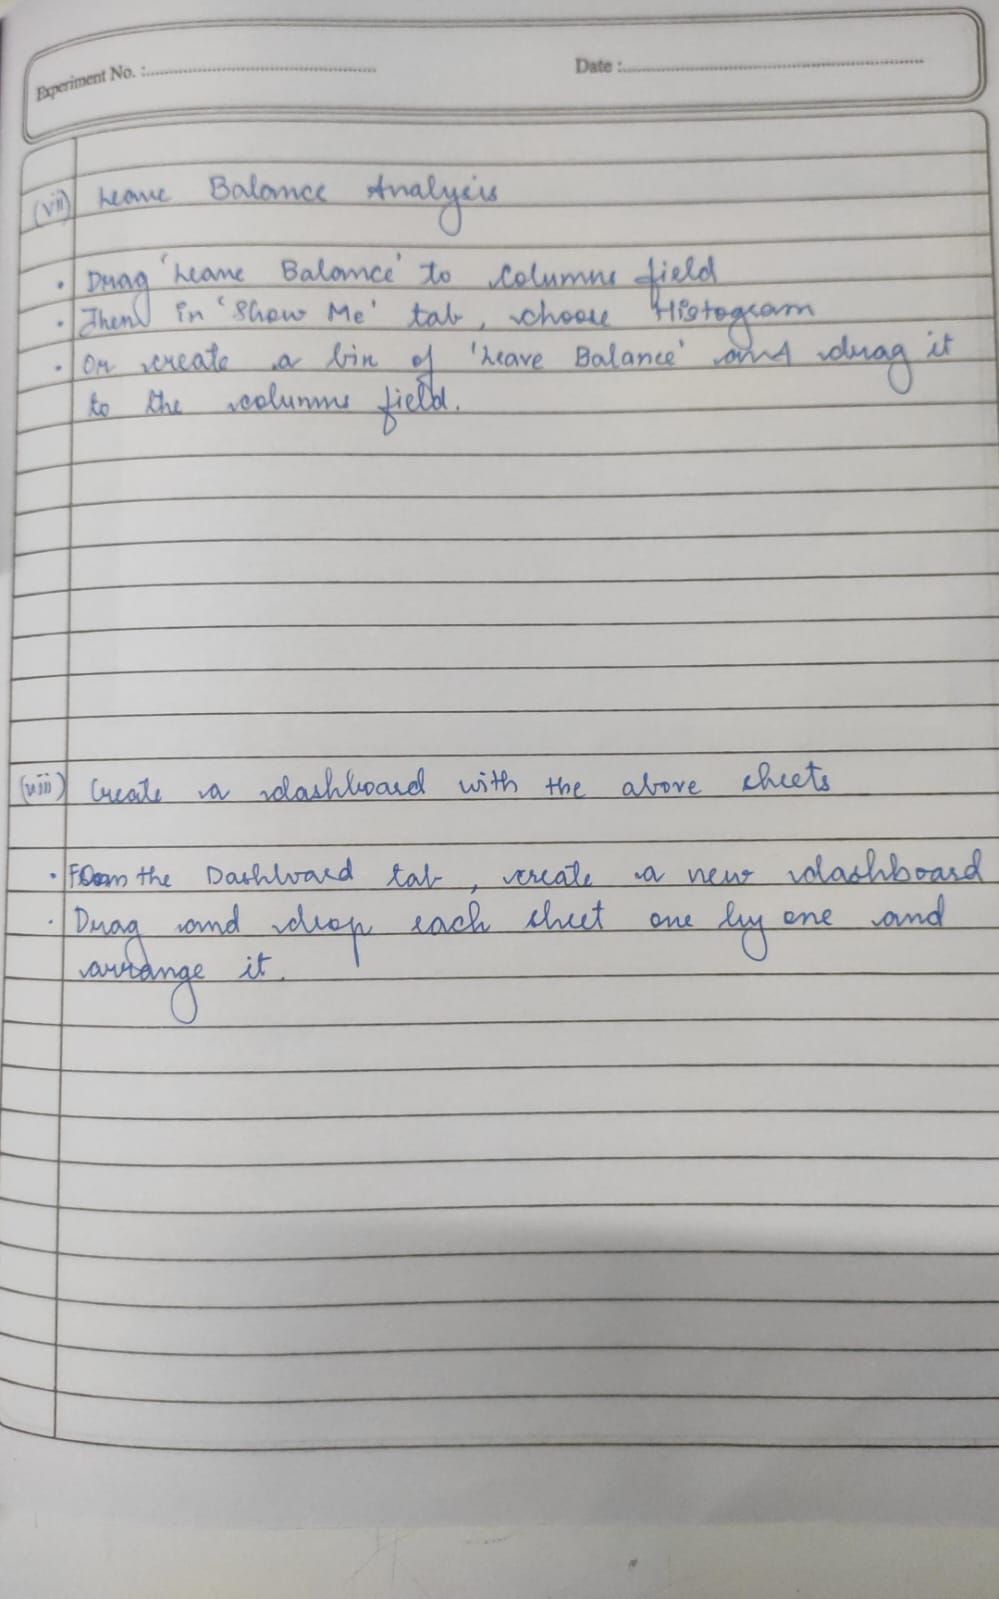 Experiment No. :
Date :
(vii) Leave Balance Analysis
• Drag 'Leave Balance' to columns field
• Then in 'Show Me' tab, choose Histogram
• Or create a bin of 'Leave Balance' and drag it
to the columns field.
(viii) Create a dashboard with the above sheets
• From the Dashboard tab, create a new dashboard
• Drag and drop each sheet one by one and
arrange it.